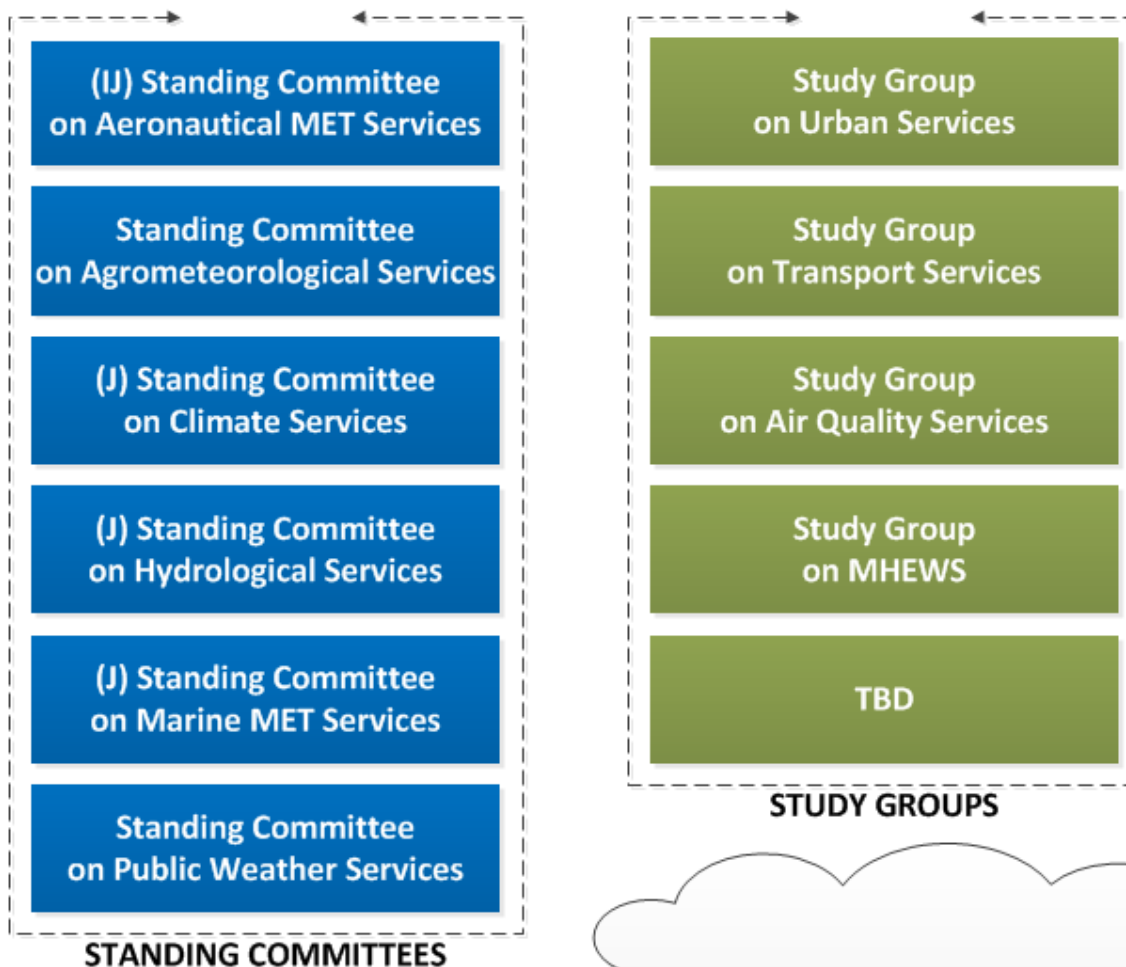 (IJ) Standing Committee
on Aeronautical MET Services
Standing Committee
on Agrometeorological Services
(J) Standing Committee
on Climate Services
(J) Standing Committee
on Hydrological Services
(J) Standing Committee
on Marine MET Services
Standing Committee
on Public Weather Services
STANDING COMMITTEES
Study Group
on Urban Services
Study Group
on Transport Services
Study Group
on Air Quality Services
Study Group
on MHEWS
TBD
STUDY GROUPS